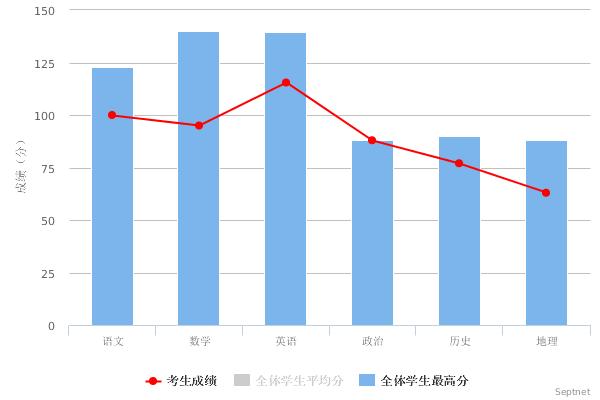 150
125
100
75
50
25
0
成绩（分）
语文 数学 英语 政治 历史 地理
考生成绩 全体学生平均分 全体学生最高分
Septnet